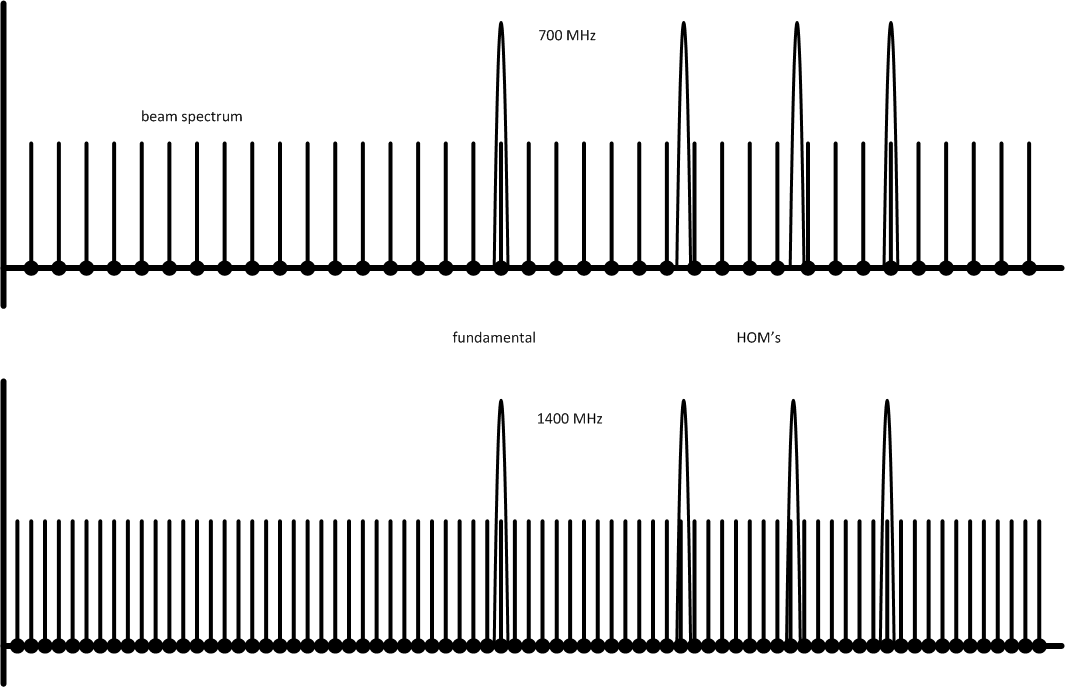 700 MHz
beam spectrum
fundamental
HOM’s
1400 MHz